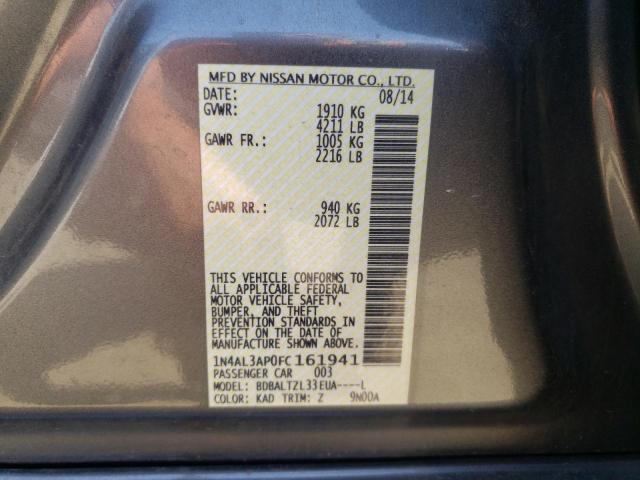 MFD BY NISSAN MOTOR CO., LTD.
DATE: 08/14
GVWR: 1910 KG
4211 LB
GAWR FR.: 1005 KG
2216 LB
GAWR RR.: 940 KG
2072 LB
THIS VEHICLE CONFORMS TO
ALL APPLICABLE FEDERAL
MOTOR VEHICLE SAFETY,
BUMPER, AND THEFT
PREVENTION STANDARDS IN
EFFECT ON THE DATE OF
MANUFACTURE SHOWN ABOVE.
1N4AL3AP0FC161941
PASSENGER CAR 003
MODEL: BDBALTZL33EUA----L
COLOR: KAD TRIM: Z 9N00A